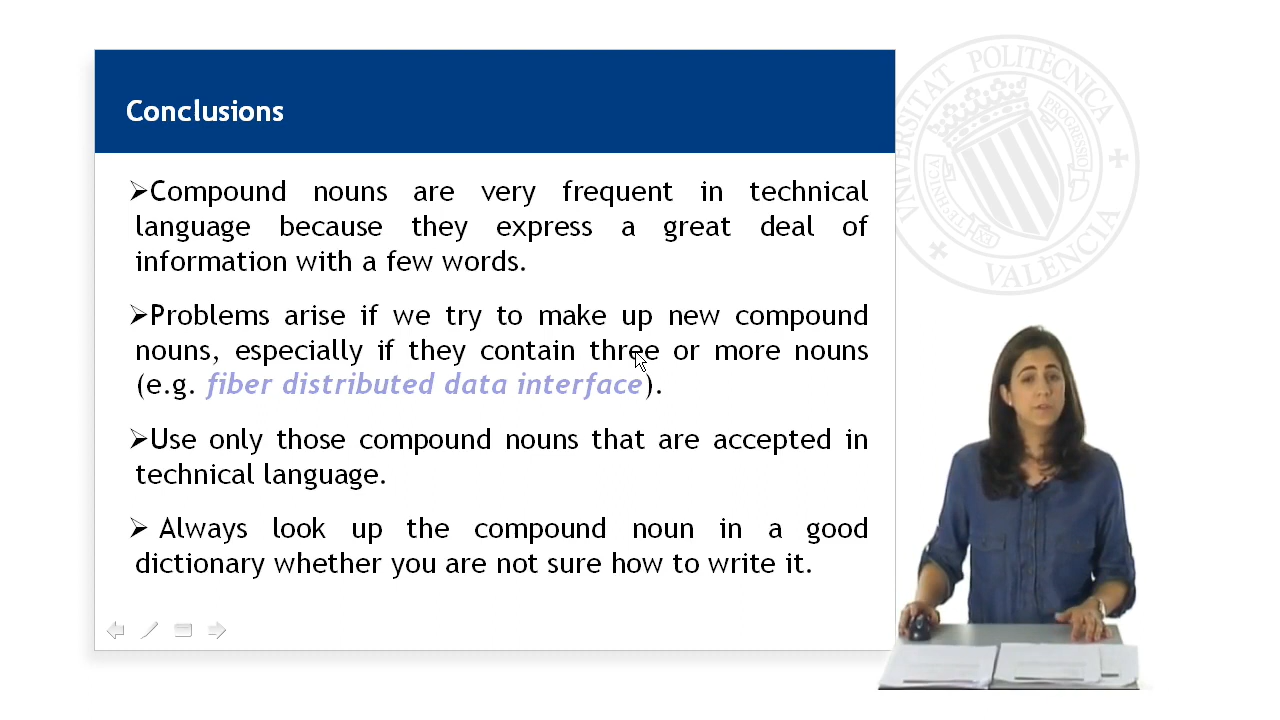 Conclusions
➢Compound nouns are very frequent in technical
language because they express a great deal of
information with a few words.
➢Problems arise if we try to make up new compound
nouns, especially if they contain three or more nouns
(e.g. fiber distributed data interface).
➢Use only those compound nouns that are accepted in
technical language.
➢ Always look up the compound noun in a good
dictionary whether you are not sure how to write it.
UNIVERSITAT POLITÈCNICA
VALÈNCIA
PROGRESSIO